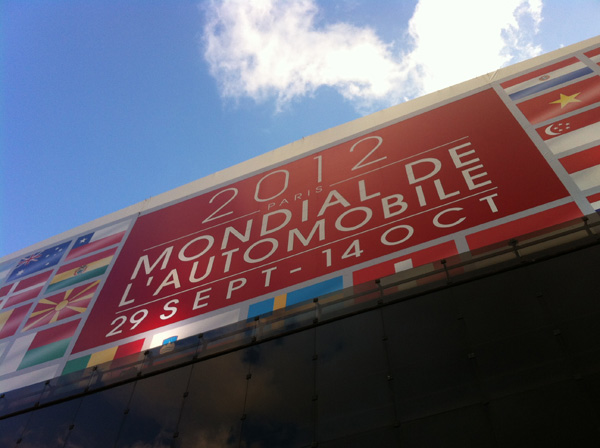 2012
PARIS
MONDIAL DE
L'AUTOMOBILE
29 SEPT - 14 OCT